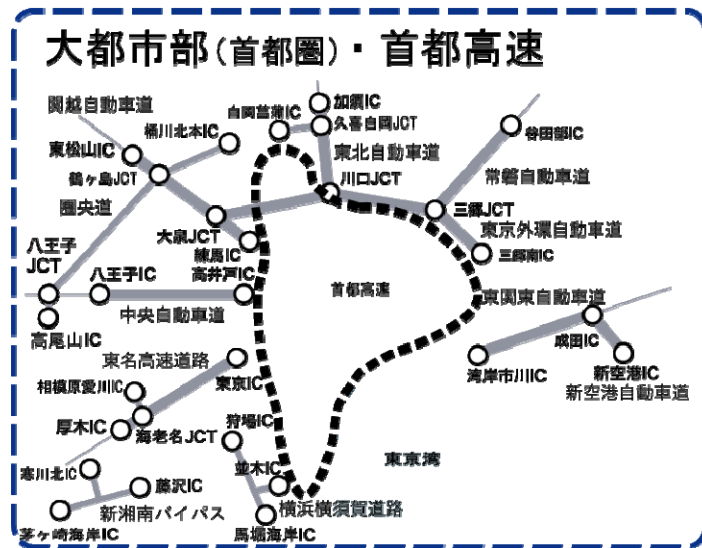 大都市部(首都圏)・首都高速
関越自動車道
加須IC
白岡菖蒲IC
久喜白岡JCT
桶川北本IC
谷田部IC
東松山IC
東北自動車道
鶴ヶ島JCT
川口JCT
常磐自動車道
圏央道
三郷JCT
大泉JCT
東京外環自動車道
八王子
JCT
練馬IC
三郷南IC
八王子IC
高井戸IC
首都高速
東関東自動車道
中央自動車道
高尾山IC
成田IC
東名高速道路
湾岸市川IC
新空港IC
相模原愛川IC
東京IC
新空港自動車道
狩場IC
厚木IC
海老名JCT
東京湾
寒川北IC
並木IC
藤沢IC
横浜横須賀道路
新湘南バイパス
茅ヶ崎海岸IC
馬堀海岸IC